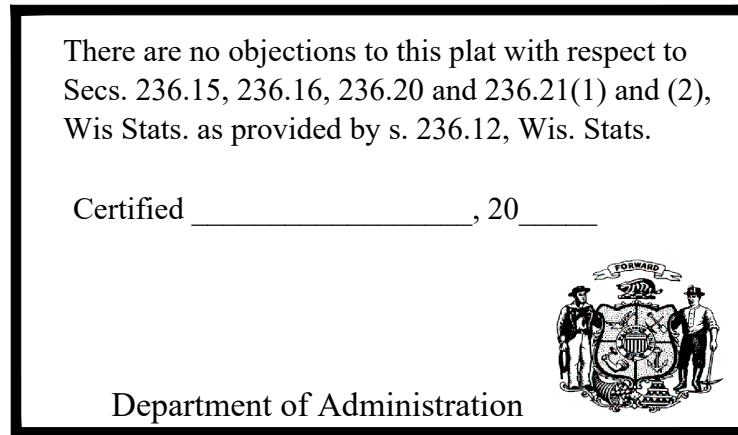 There are no objections to this plat with respect to
Secs. 236.15, 236.16, 236.20 and 236.21(1) and (2),
Wis Stats. as provided by s. 236.12, Wis. Stats.
Certified __________________, 20_____
FORWARD
Department of Administration